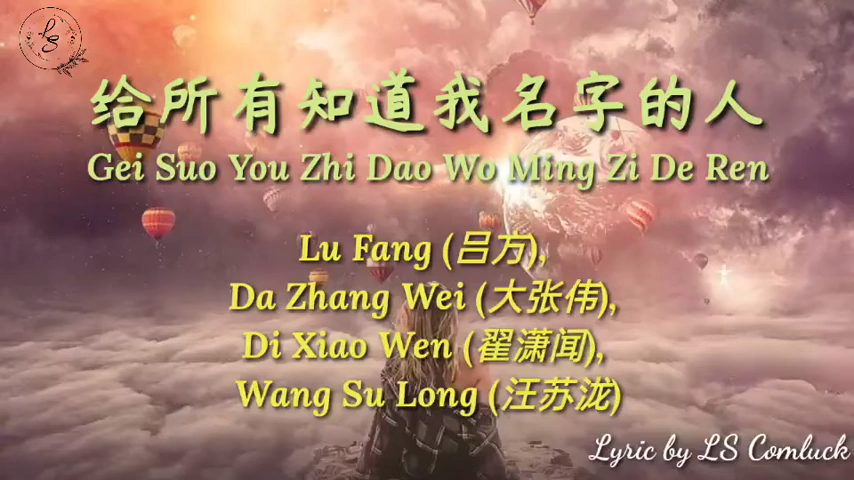 LS
给所有知道我名字的人
Gei Suo You Zhi Dao Wo Ming Zi De Ren
Lu Fang (吕方),
Da Zhang Wei (大张伟),
Di Xiao Wen (翟潇闻),
Wang Su Long (汪苏泷)
Lyric by LS Comluck